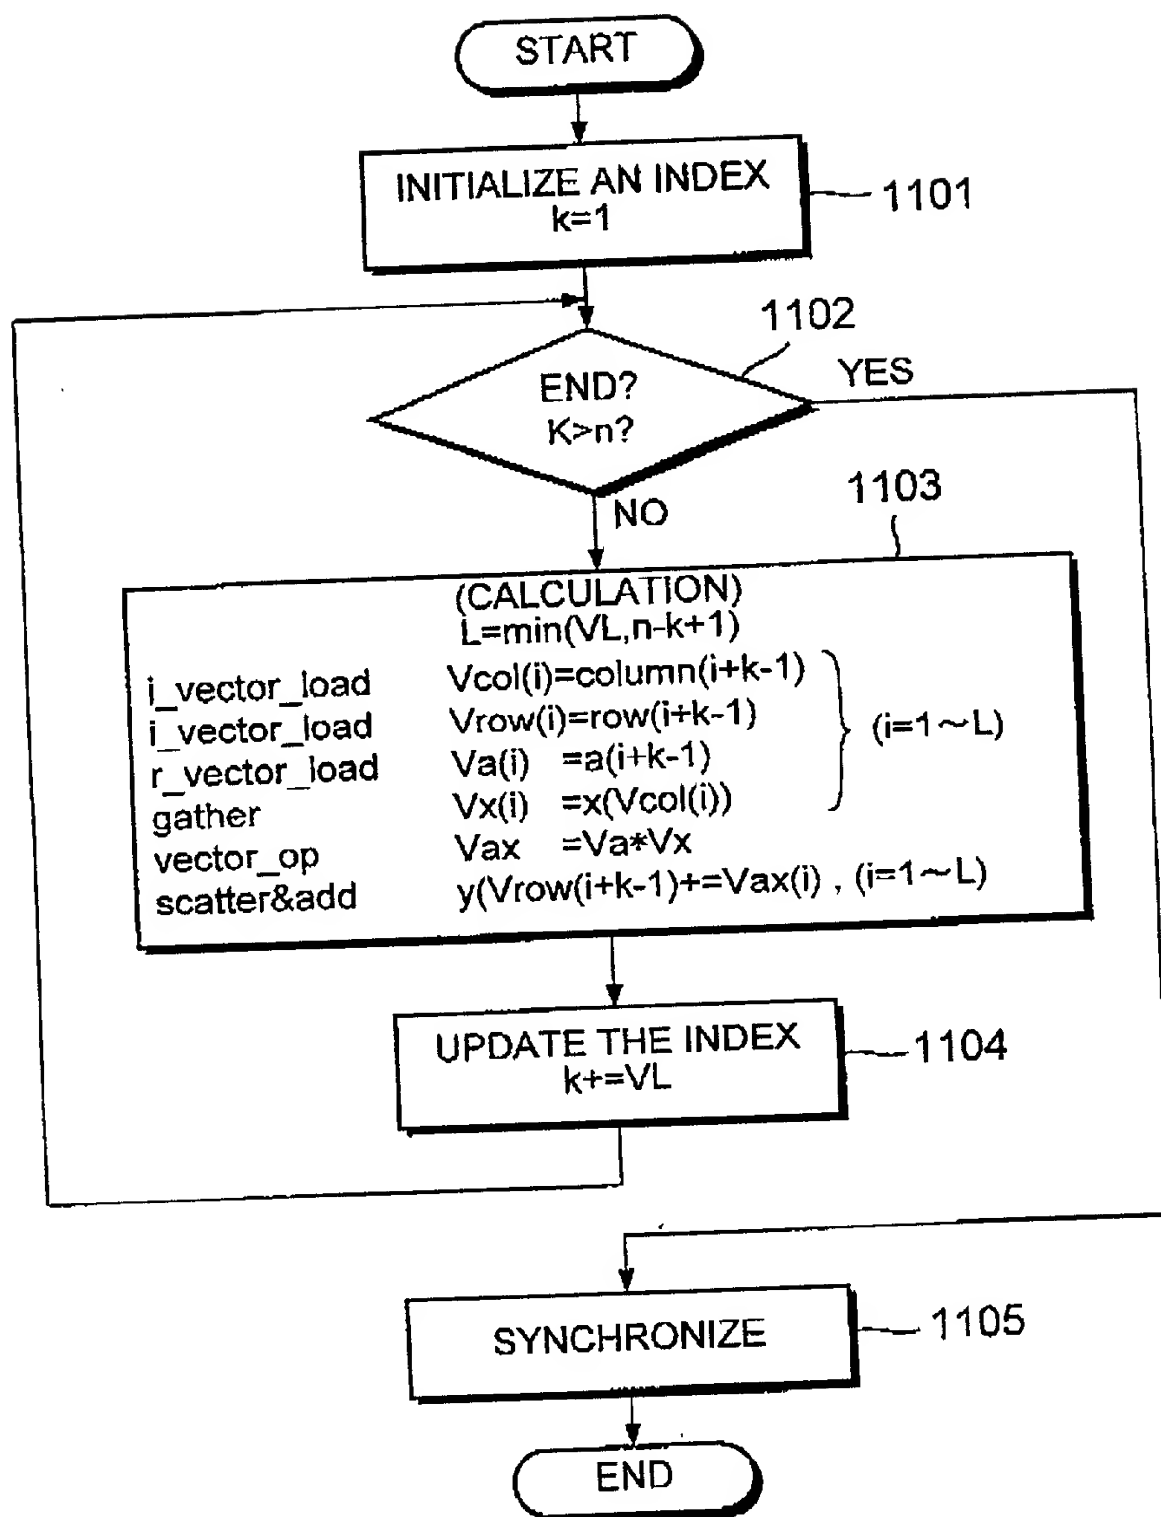 START
INITIALIZE AN INDEX
k=1
1101
1102
END?
K>n?
YES
NO
1103
(CALCULATION)
L=min(VL,n-k+1)
i_vector_load Vcol(i)=column(i+k-1)
i_vector_load Vrow(i)=row(i+k-1)
r_vector_load Va(i) =a(i+k-1)
gather Vx(i) =x(Vcol(i))
(i=1~L)
vector_op Vax =Va*Vx
scatter&add y(Vrow(i+k-1)+=Vax(i) , (i=1~L)
UPDATE THE INDEX
k+=VL
1104
SYNCHRONIZE
1105
END